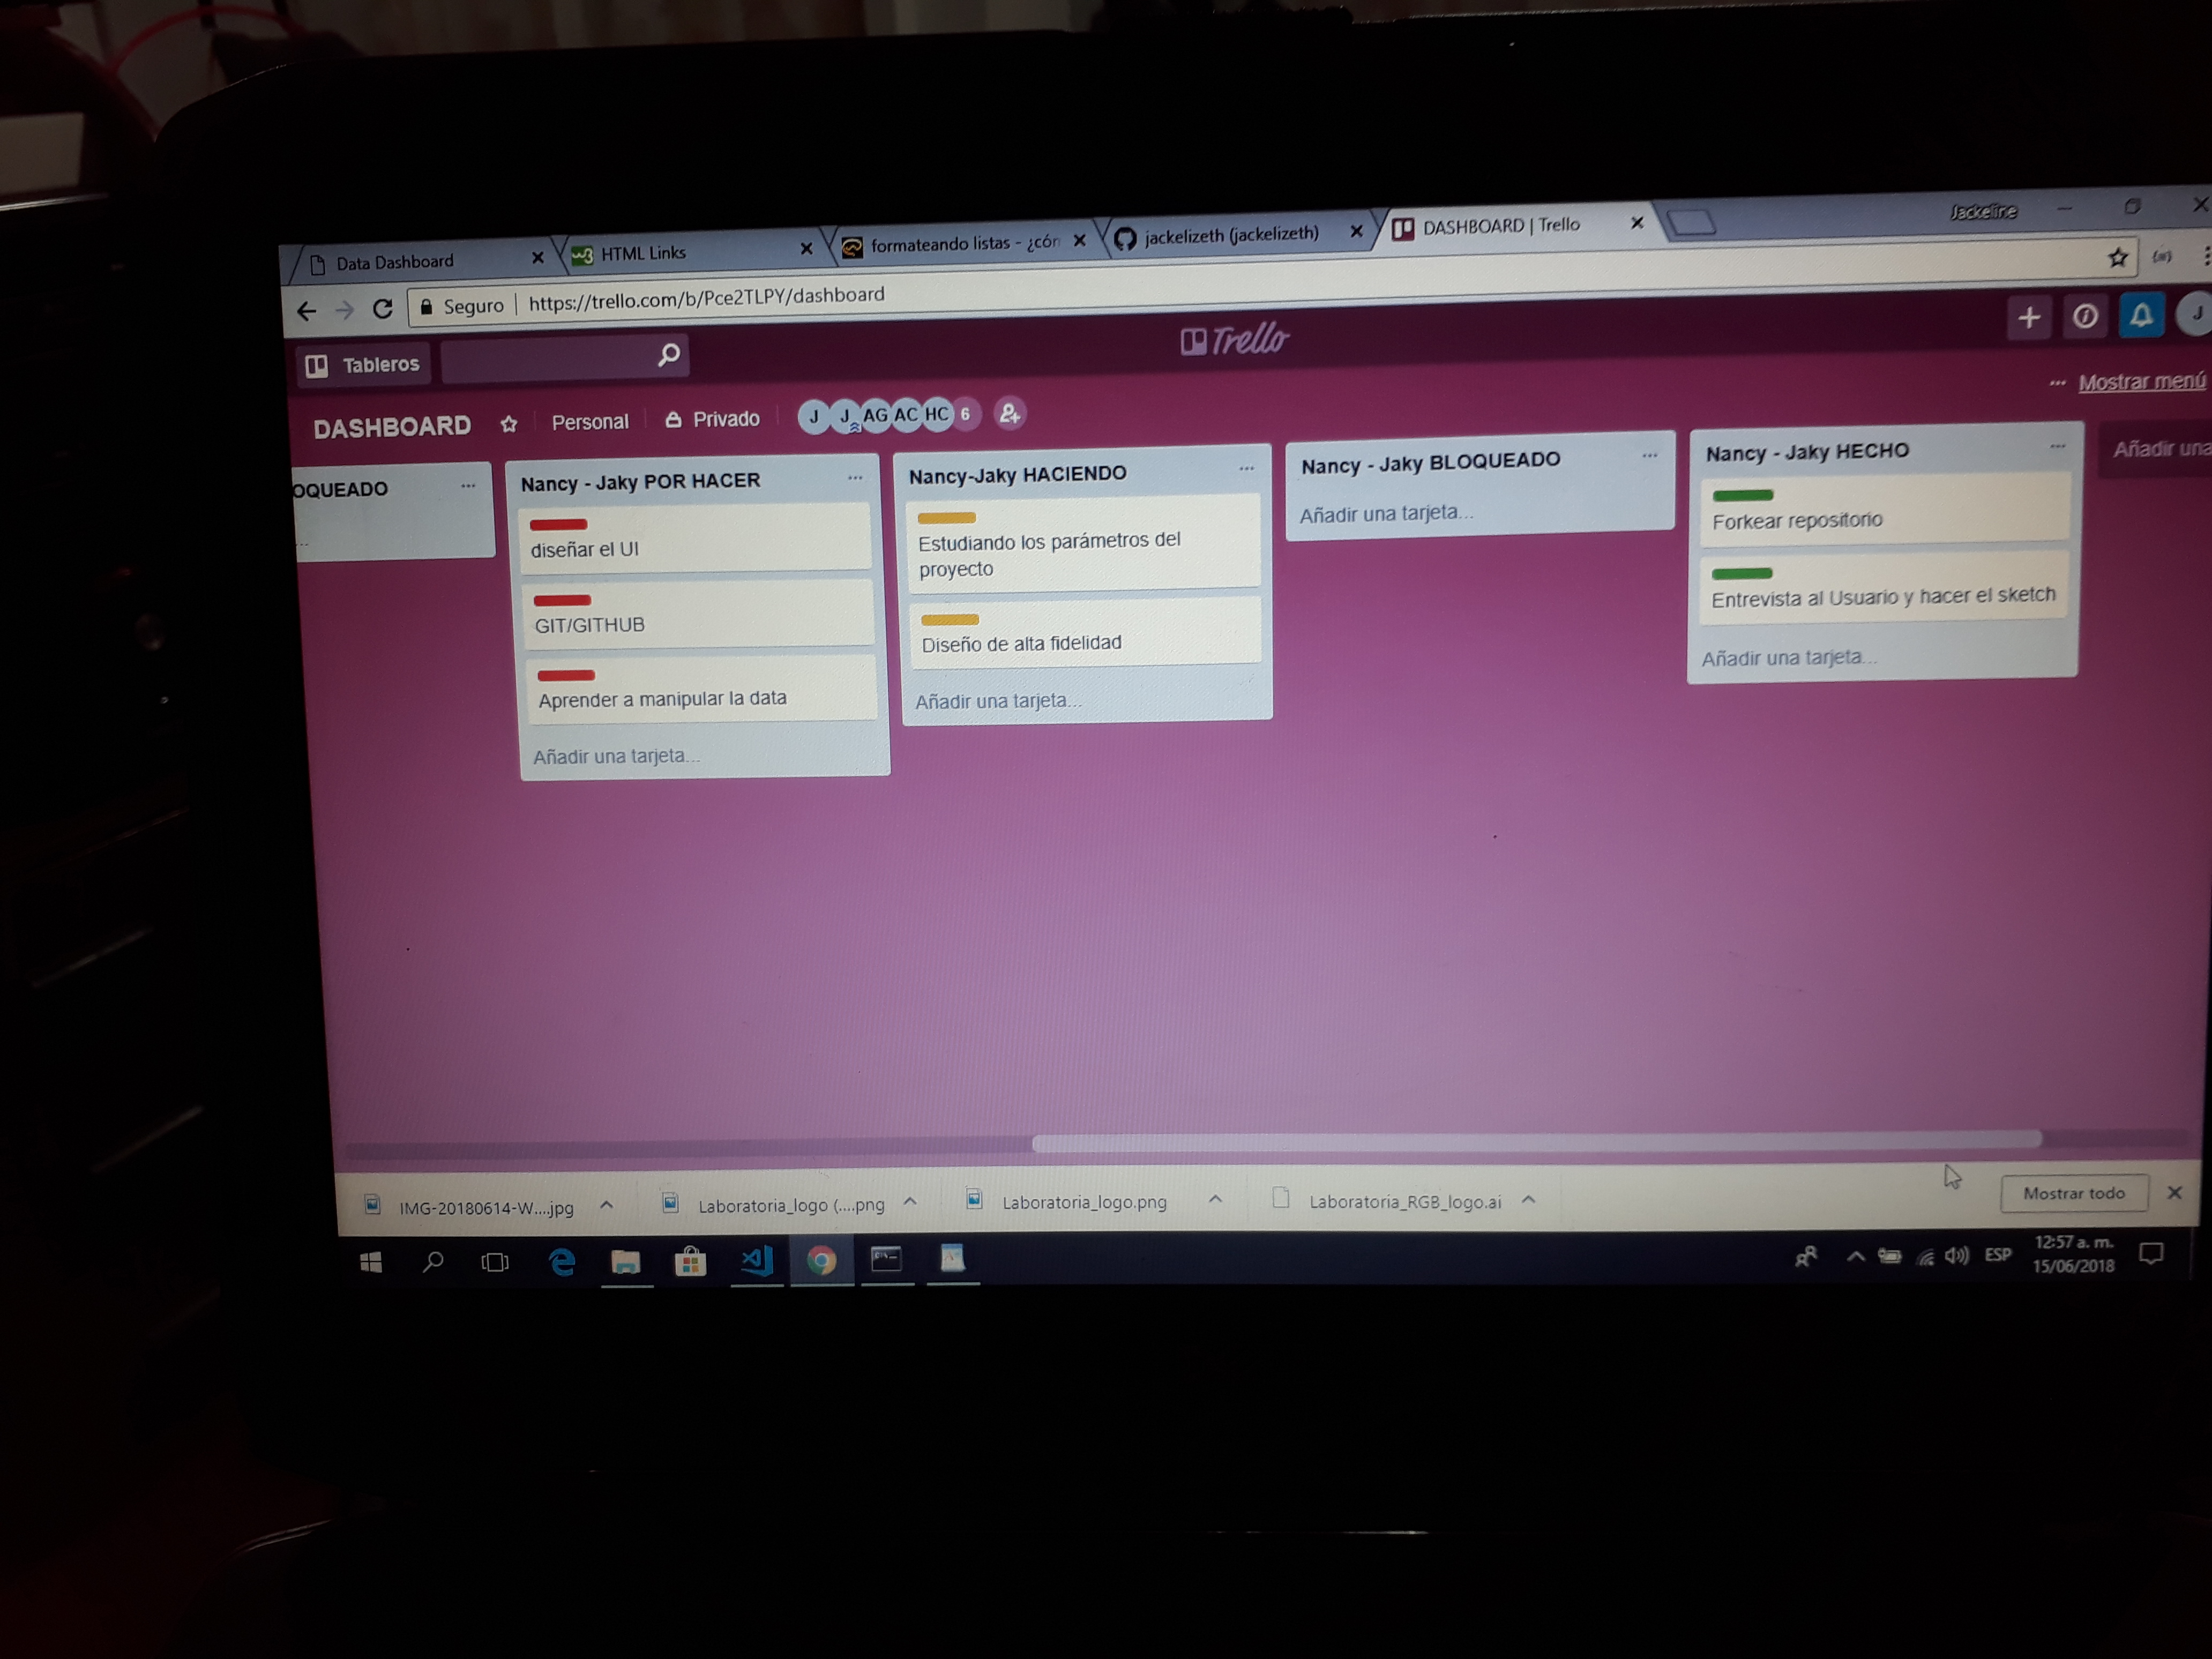 Data Dashboard
HTML Links
formateando listas - ¿cóm
jackelizeth (jackelizeth)
DASHBOARD | Trello
Jackeline
Seguro
https://trello.com/b/Pce2TLPY/dashboard
Tableros
Trello
J
DASHBOARD
Personal
Privado
J J AG AC HC 6
... Mostrar menú
OQUEADO ...
...
Nancy - Jaky POR HACER ...
diseñar el UI
GIT/GITHUB
Aprender a manipular la data
Añadir una tarjeta...
Nancy-Jaky HACIENDO ...
Estudiando los parámetros del
proyecto
Diseño de alta fidelidad
Añadir una tarjeta...
Nancy - Jaky BLOQUEADO ...
Añadir una tarjeta...
Nancy - Jaky HECHO ...
Forkear repositorio
Entrevista al Usuario y hacer el sketch
Añadir una tarjeta...
Añadir una
IMG-20180614-W....jpg
Laboratoria_logo (....png
Laboratoria_logo.png
Laboratoria_RGB_logo.ai
Mostrar todo
ESP
12:57 a. m.
15/06/2018